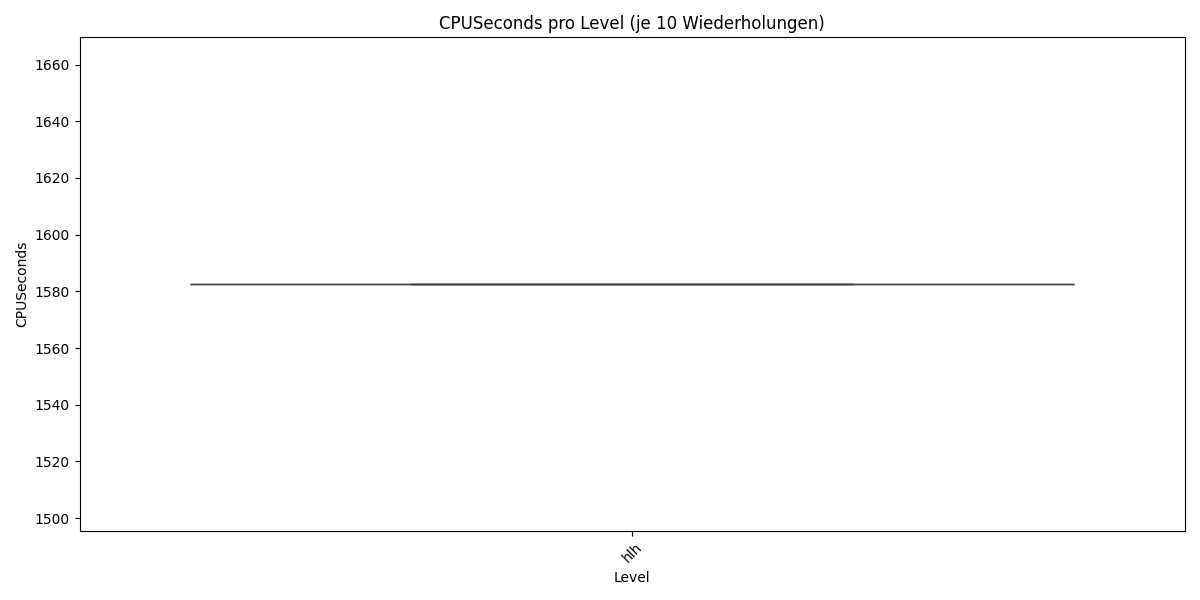 CPUSeconds pro Level (je 10 Wiederholungen)
1660
1640
1620
1600
1580
1560
1540
1520
1500
CPUSeconds
hlh
Level